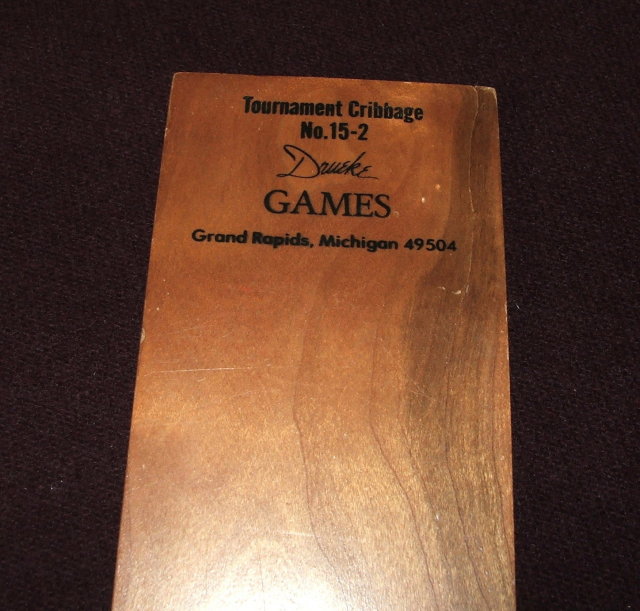 Tournament Cribbage
No.15-2
Drueke
GAMES
Grand Rapids, Michigan 49504